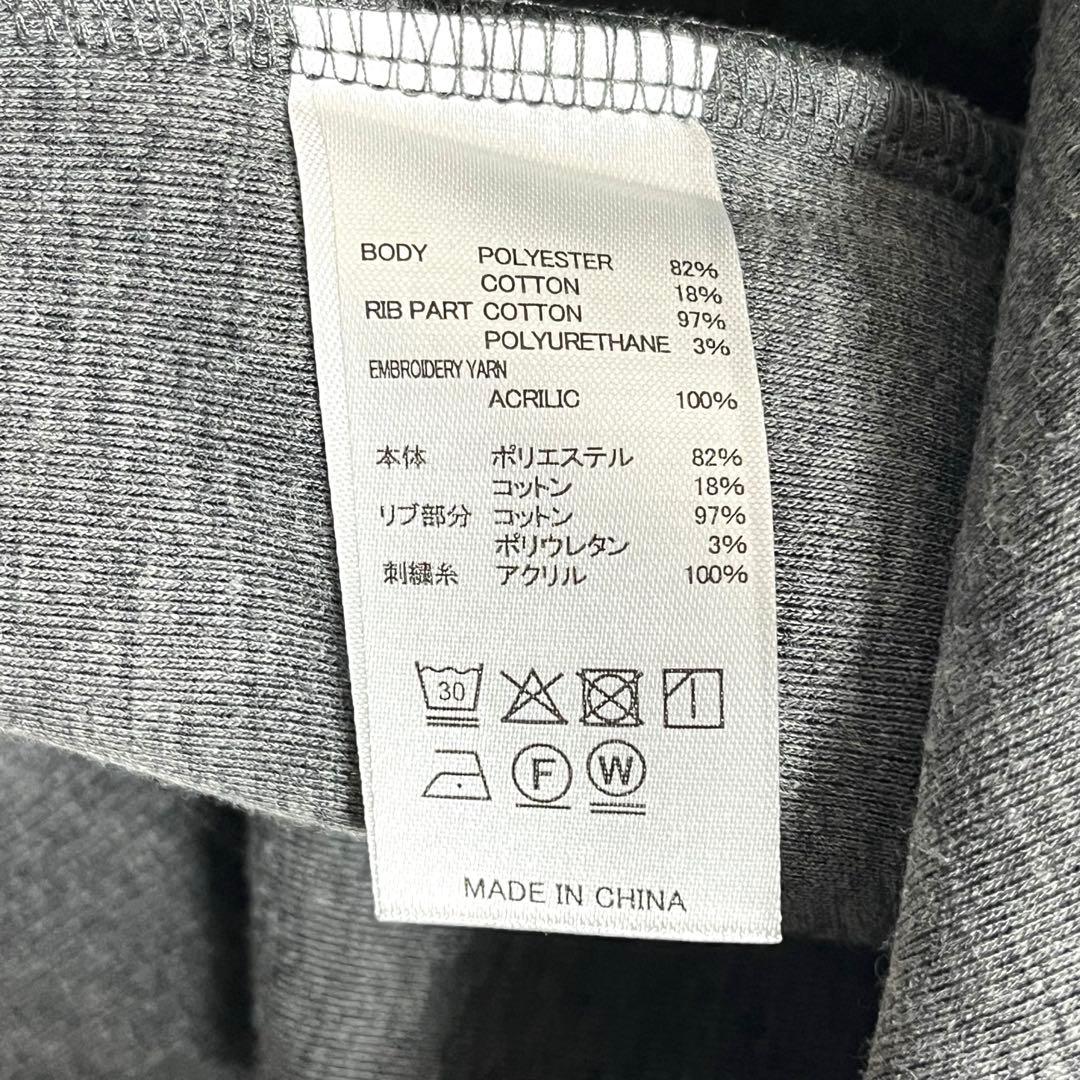 BODY POLYESTER 82%
COTTON 18%
RIB PART COTTON 97%
POLYURETHANE 3%
EMBROIDERY YARN
ACRILIC 100%
本体 ポリエステル 82%
コットン 18%
リブ部分 コットン 97%
ポリウレタン 3%
刺繍糸 アクリル 100%
30
F W
MADE IN CHINA